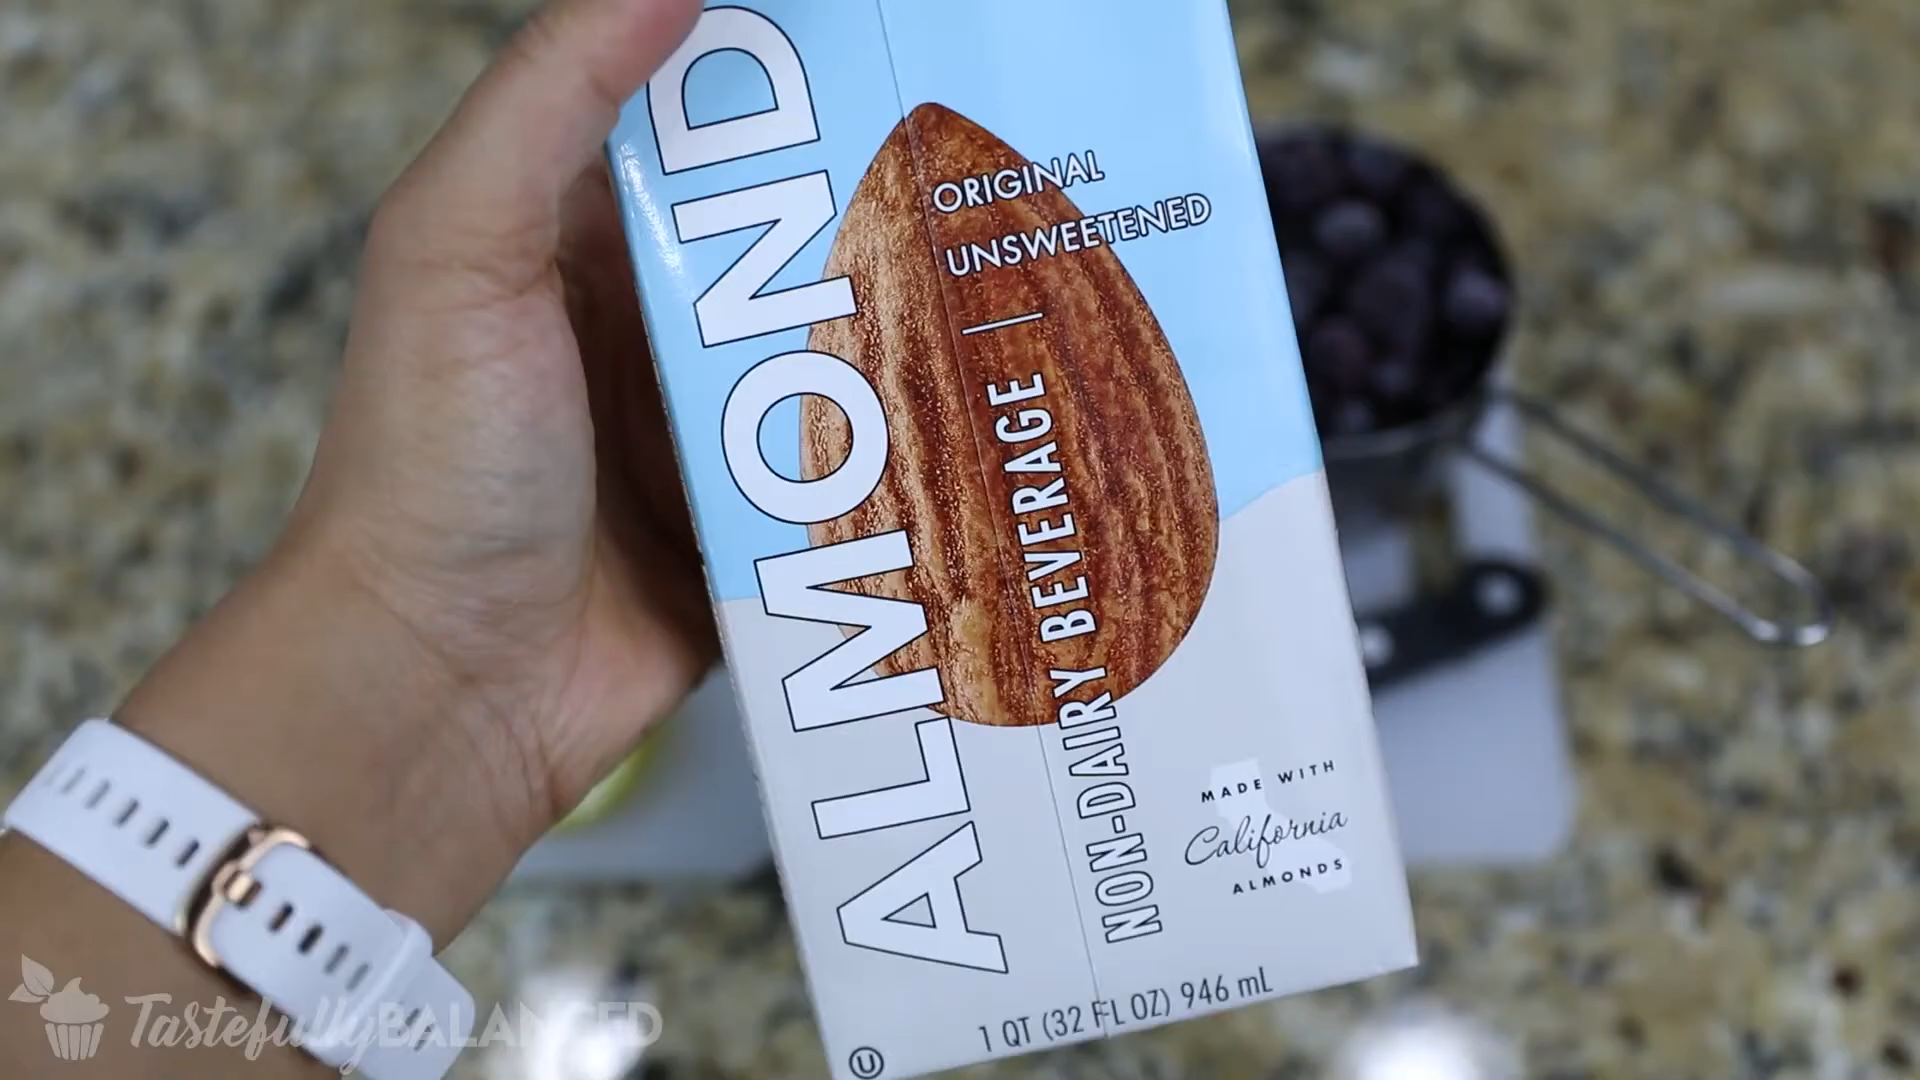 ALMOND
ORIGINAL
UNSWEETENED
NON-DAIRY BEVERAGE
MADE WITH
California
ALMONDS
1 QT (32 FL OZ) 946 mL
U
TastefullyBALANCED